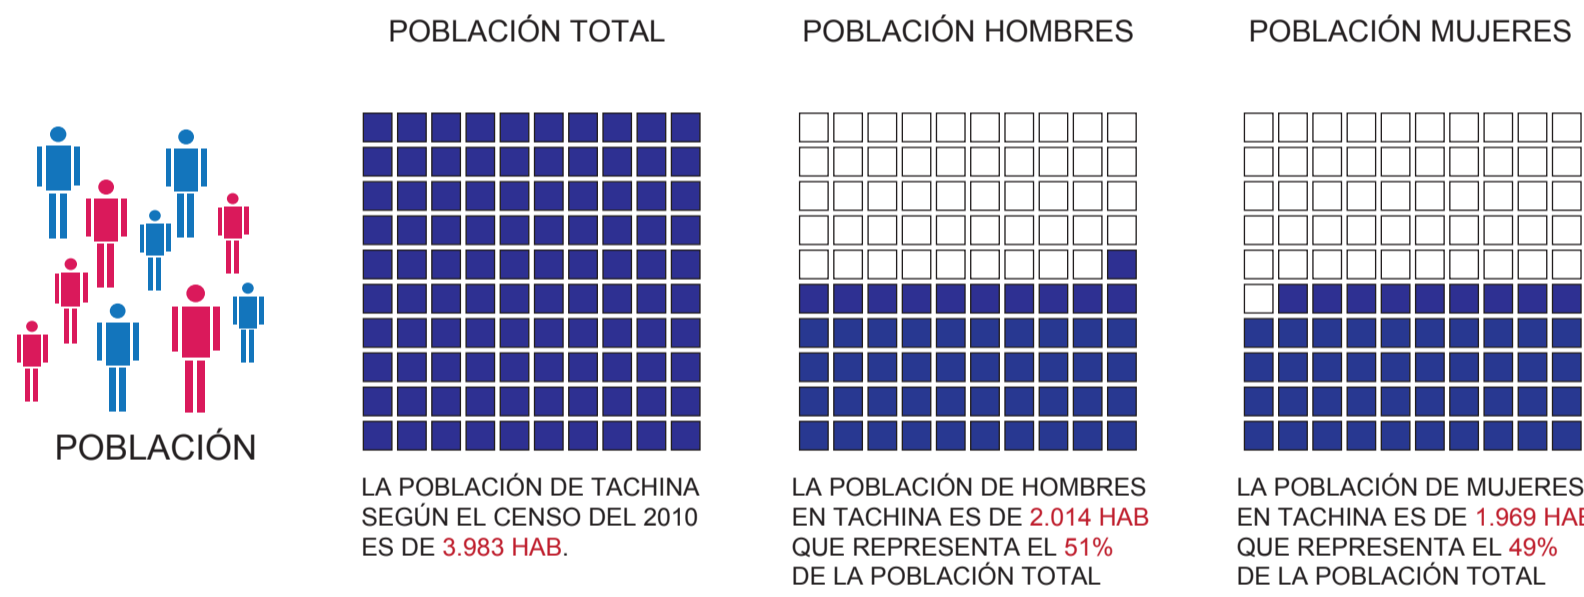 POBLACIÓN TOTAL
POBLACIÓN HOMBRES
POBLACIÓN MUJERES
POBLACIÓN
LA POBLACIÓN DE TACHINA
SEGÚN EL CENSO DEL 2010
ES DE 3.983 HAB.
LA POBLACIÓN DE HOMBRES
EN TACHINA ES DE 2.014 HAB
QUE REPRESENTA EL 51%
DE LA POBLACIÓN TOTAL
LA POBLACIÓN DE MUJERES
EN TACHINA ES DE 1.969 HAB
QUE REPRESENTA EL 49%
DE LA POBLACIÓN TOTAL